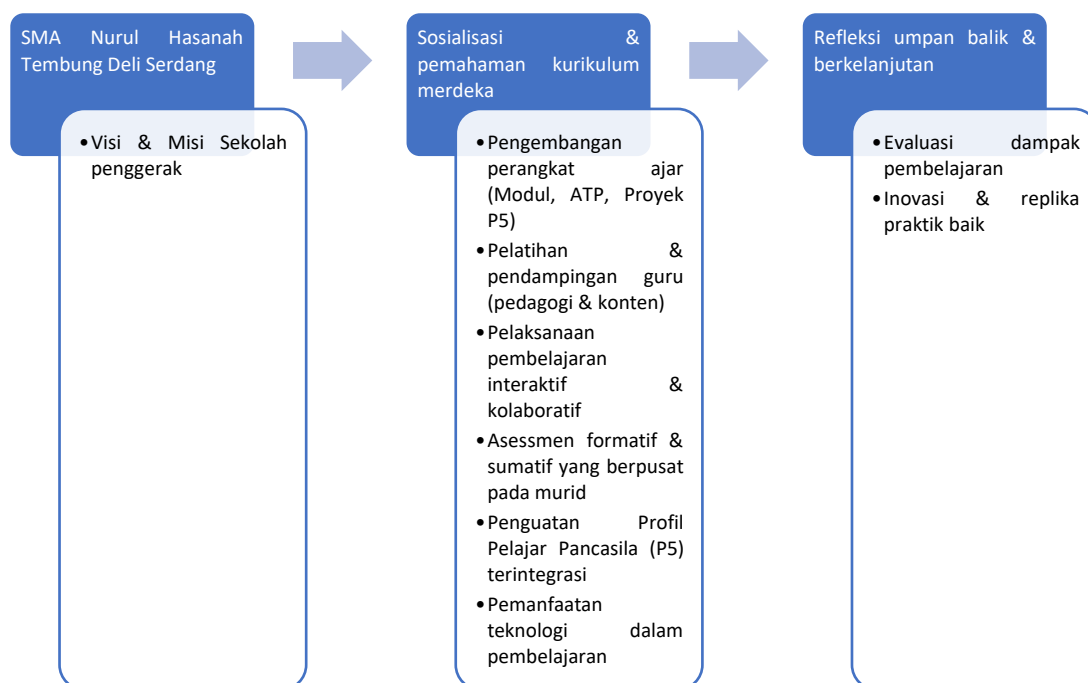 SMA Nurul Hasanah
Tembung Deli Serdang
•Visi & Misi Sekolah
penggerak
Sosialisasi &
pemahaman kurikulum
merdeka
•Pengembangan
perangkat ajar
(Modul, ATP, Proyek
P5)
•Pelatihan &
pendampingan guru
(pedagogi & konten)
•Pelaksanaan
pembelajaran
interaktif &
kolaboratif
•Asessmen formatif &
sumatif yang berpusat
pada murid
•Penguatan Profil
Pelajar Pancasila (P5)
terintegrasi
•Pemanfaatan
teknologi dalam
pembelajaran
Refleksi umpan balik &
berkelanjutan
•Evaluasi dampak
pembelajaran
•Inovasi & replika
praktik baik